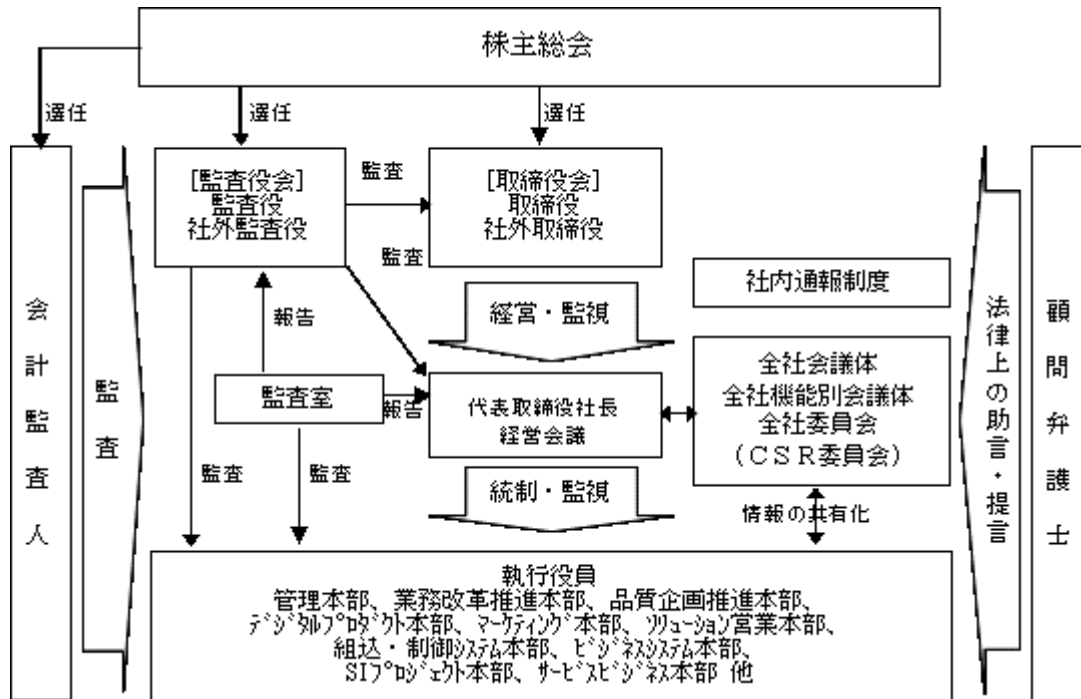 株主総会
選任
選任
選任
[監査役会]
監査役
社外監査役
監査
[取締役会]
取締役
社外取締役
監査
社内通報制度
報告
経営・監視
監査室
報告
代表取締役社長
経営会議
全社会議体
全社機能別会議体
全社委員会
(CSR委員会)
監査
監査
統制・監視
情報の共有化
会計監査人
監査
法律上の助言・提言
顧問弁護士
執行役員
管理本部、業務改革推進本部、品質企画推進本部、
デジタルプロダクト本部、マーケティング本部、ソリューション営業本部、
組込・制御システム本部、ビジネスシステム本部、
SIプロジェクト本部、サービスビジネス本部 他